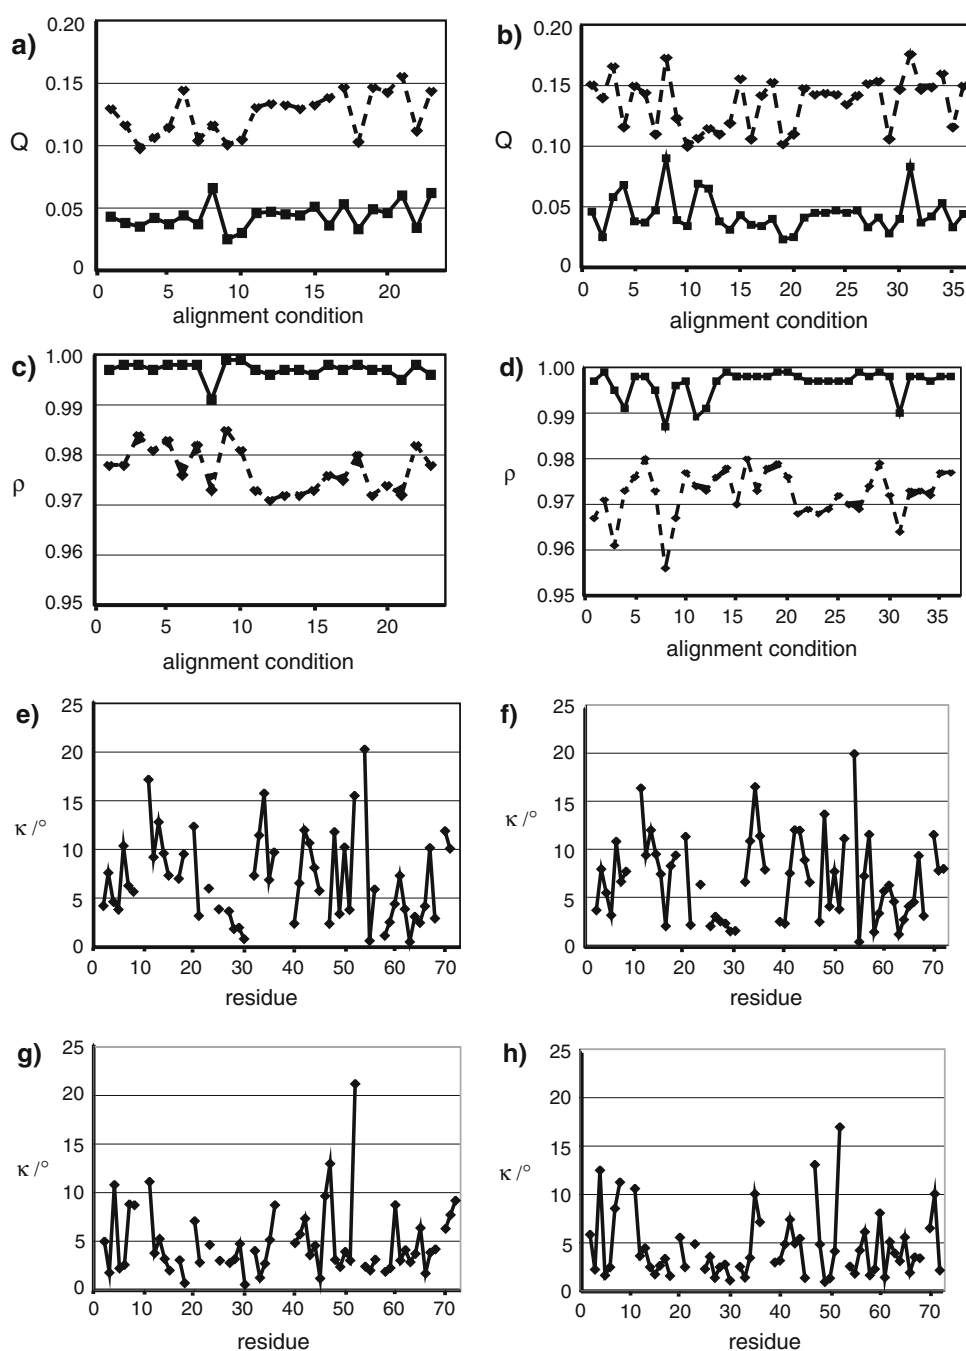 a)
0.20
0.15
Q
0.10
0.05
0
0 5 10 15 20
alignment condition
b)
0.20
0.15
Q
0.10
0.05
0
0 5 10 15 20 25 30 35
alignment condition
c)
1.00
0.99
0.98
ρ
0.97
0.96
0.95
0 5 10 15 20
alignment condition
d)
1.00
0.99
0.98
ρ
0.97
0.96
0.95
0 5 10 15 20 25 30 35
alignment condition
e)
25
20
15
κ /°
10
5
0
0 10 20 30 40 50 60 70
residue
f)
25
20
15
κ /°
10
5
0
0 10 20 30 40 50 60 70
residue
g)
25
20
15
κ /°
10
5
0
0 10 20 30 40 50 60 70
residue
h)
25
20
15
κ /°
10
5
0
0 10 20 30 40 50 60 70
residue